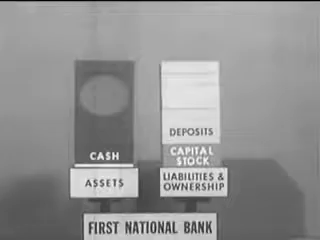 CASH
ASSETS
DEPOSITS
CAPITAL
STOCK
LIABILITIES &
OWNERSHIP
FIRST NATIONAL BANK